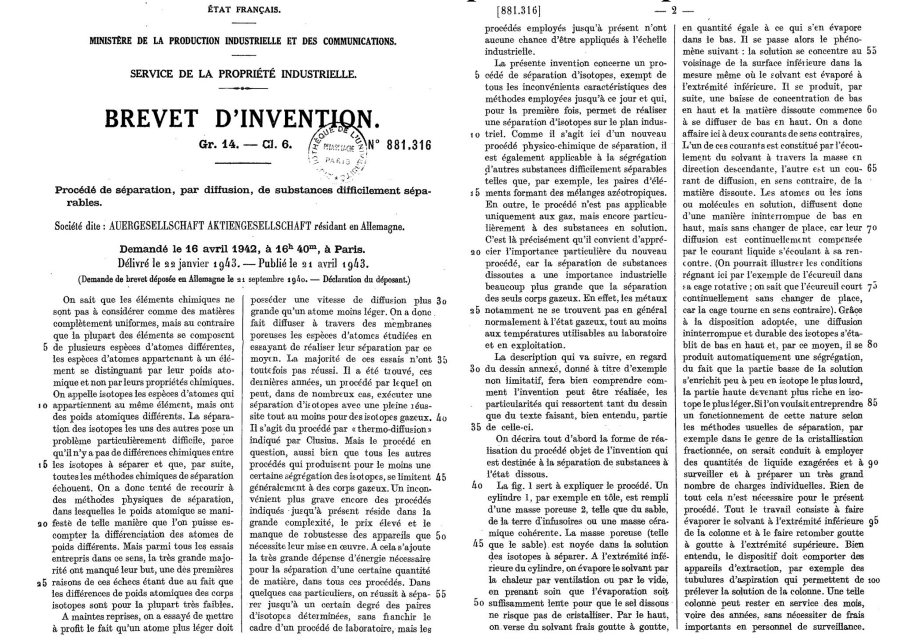 ÉTAT FRANÇAIS.
MINISTÈRE DE LA PRODUCTION INDUSTRIELLE ET DES COMMUNICATIONS.
SERVICE DE LA PROPRIÉTÉ INDUSTRIELLE.
BREVET D'INVENTION.
Gr. 14. — Cl. 6.
N° 881.316
Procédé de séparation, par diffusion, de substances difficilement sépa-
rables.
Société dite : AUERGESELLSCHAFT AKTIENGESELLSCHAFT résidant en Allemagne.
Demandé le 16 avril 1942, à 16h 40m, à Paris.
Délivré le 22 janvier 1943. — Publié le 21 avril 1943.
(Demande de brevet déposée en Allemagne le 21 septembre 1940. — Déclaration du déposant.)
On sait que les éléments chimiques ne
sont pas à considérer comme des matières
complètement uniformes, mais au contraire
que la plupart des éléments se composent
5 de plusieurs espèces d'atomes différentes,
les espèces d'atomes appartenant à un élé-
ment se distinguant par leur poids ato-
mique et non par leurs propriétés chimiques.
On appelle isotopes les espèces d'atomes qui
10 appartiennent au même élément, mais ont
des poids atomiques différents. La sépara-
tion des isotopes les uns des autres pose un
problème particulièrement difficile, parce
qu'il n'y a pas de différences chimiques entre
15 les isotopes à séparer et que, par suite,
toutes les méthodes chimiques de séparation
échouent. On a donc tenté de recourir à
des méthodes physiques de séparation,
dans lesquelles le poids atomique se mani-
20 feste de telle manière que l'on puisse es-
compter la différenciation des atomes de
poids différents. Mais parmi tous les essais
entrepris dans ce sens, la très grande majo-
rité ont manqué leur but, une des premières
25 raisons de ces échecs étant due au fait que
les différences de poids atomiques des corps
isotopes sont pour la plupart très faibles.
A maintes reprises, on a essayé de mettre
à profit le fait qu'un atome plus léger doit
posséder une vitesse de diffusion plus 30
grande qu'un atome moins léger. On a donc
fait diffuser à travers des membranes
poreuses les espèces d'atomes étudiées en
essayant de réaliser leur séparation par ce
moyen. La majorité de ces essais n'ont 35
toutefois pas réussi. Il a été trouvé, ces
dernières années, un procédé par lequel on
peut, dans de nombreux cas, exécuter une
séparation d'isotopes avec une pleine réus-
site tout au moins pour des isotopes gazeux. 40
Il s'agit du procédé par « thermo-diffusion»
indiqué par Clusius. Mais le procédé en
question, aussi bien que tous les autres
procédés qui produisent pour le moins une
certaine ségrégation des isotopes, se limitent 45
généralement à des corps gazeux. Un incon-
vénient plus grave encore des procédés
indiqués jusqu'à présent réside dans la
grande complexité, le prix élevé et le
manque de robustesse des appareils que 50
nécessite leur mise en œuvre. A cela s'ajoute
la très grande dépense d'énergie nécessaire
pour la séparation d'une certaine quantité
de matière, dans tous ces procédés. Dans
quelques cas particuliers, on réussit à sépa- 55
rer jusqu'à un certain degré des paires
d'isotopes déterminées, sans franchir le
cadre d'un procédé de laboratoire, mais les
[881.316] — 2 —
procédés employés jusqu'à présent n'ont
aucune chance d'être appliqués à l'échelle
industrielle.
La présente invention concerne un pro-
5 cédé de séparation d'isotopes, exempt de
tous les inconvénients caractéristiques des
méthodes employées jusqu'à ce jour et qui,
pour la première fois, permet de réaliser
une séparation d'isotopes sur le plan indus-
10 triel. Comme il s'agit ici d'un nouveau
procédé physico-chimique de séparation, il
est également applicable à la ségrégation
d'autres substances difficilement séparables
telles que, par exemple, les paires d'élé-
15 ments formant des mélanges azéotropiques.
En outre, le procédé n'est pas applicable
uniquement aux gaz, mais encore particu-
lièrement à des substances en solution.
C'est là précisément qu'il convient d'appré-
20 cier l'importance particulière du nouveau
procédé, car la séparation de substances
dissoutes a une importance industrielle
beaucoup plus grande que la séparation
des seuls corps gazeux. En effet, les métaux
25 notamment ne se trouvent pas en général
normalement à l'état gazeux, tout au moins
aux températures utilisables au laboratoire
et en exploitation.
La description qui va suivre, en regard
30 du dessin annexé, donné à titre d'exemple
non limitatif, fera bien comprendre com-
ment l'invention peut être réalisée, les
particularités qui ressortent tant du dessin
que du texte faisant, bien entendu, partie
35 de celle-ci.
On décrira tout d'abord la forme de réa-
lisation du procédé objet de l'invention qui
est destinée à la séparation de substances à
l'état dissous.
40 La fig. 1 sert à expliquer le procédé. Un
cylindre 1, par exemple en tôle, est rempli
d'une masse poreuse 2, telle que du sable,
de la terre d'infusoires ou une masse céra-
mique cohérente. La masse poreuse (telle
45 que le sable) est noyée dans la solution
des isotopes à séparer. A l'extrémité infé-
rieure du cylindre, on évapore le solvant par
la chaleur par ventilation ou par le vide,
en prenant soin que l'évaporation soit
50 suffisamment lente pour que le sel dissous
ne risque pas de cristalliser. Par le haut,
on verse du solvant frais goutte à goutte,
en quantité égale à ce qui s'en évapore
dans le bas. Il se passe alors le phéno-
mène suivant : la solution se concentre au 55
voisinage de la surface inférieure dans la
mesure même où le solvant est évaporé à
l'extrémité inférieure. Il se produit, par
suite, une baisse de concentration de bas
en haut et la matière dissoute commence 60
à se diffuser de bas en haut. On a donc
affaire ici à deux courants de sens contraires,
L'un de ces courants est constitué par l'écou-
lement du solvant à travers la masse en
direction descendante, l'autre est un cou- 65
rant de diffusion, en sens contraire, de la
matière dissoute. Les atomes ou les ions
ou molécules en solution, diffusent donc
d'une manière ininterrompue de bas en
haut, mais sans changer de place, car leur 70
diffusion est continuellement compensée
par le courant liquide s'écoulant à sa ren-
contre. (On pourrait illustrer les conditions
régnant ici par l'exemple de l'écureuil dans
sa cage rotative ; on sait que l'écureuil court 75
continuellement sans changer de place,
car la cage tourne en sens contraire). Grâce
à la disposition adoptée, une diffusion
ininterrompue et durable des isotopes s'éta-
blit de bas en haut et, par ce moyen, il se 80
produit automatiquement une ségrégation,
du fait que la partie basse de la solution
s'enrichit peu à peu en isotope le plus lourd,
la partie haute devenant plus riche en iso-
tope le plus léger. Si l'on voulait entreprendre 85
un fonctionnement de cette nature selon
les méthodes usuelles de séparation, par
exemple dans le genre de la cristallisation
fractionnée, on serait conduit à employer
des quantités de liquide exagérées et à 90
surveiller et à préparer un très grand
nombre de charges individuelles. Rien de
tout cela n'est nécessaire pour le présent
procédé. Tout le travail consiste à faire
évaporer le solvant à l'extrémité inférieure 95
de la colonne et à le faire retomber goutte
à goutte à l'extrémité supérieure. Bien
entendu, le dispositif doit comporter des
appareils d'extraction, par exemple des
tubulures d'aspiration qui permettent de 100
prélever la solution de la colonne. Une telle
colonne peut rester en service des mois,
voire des années, sans nécessiter de frais
importants en personnel de surveillance.